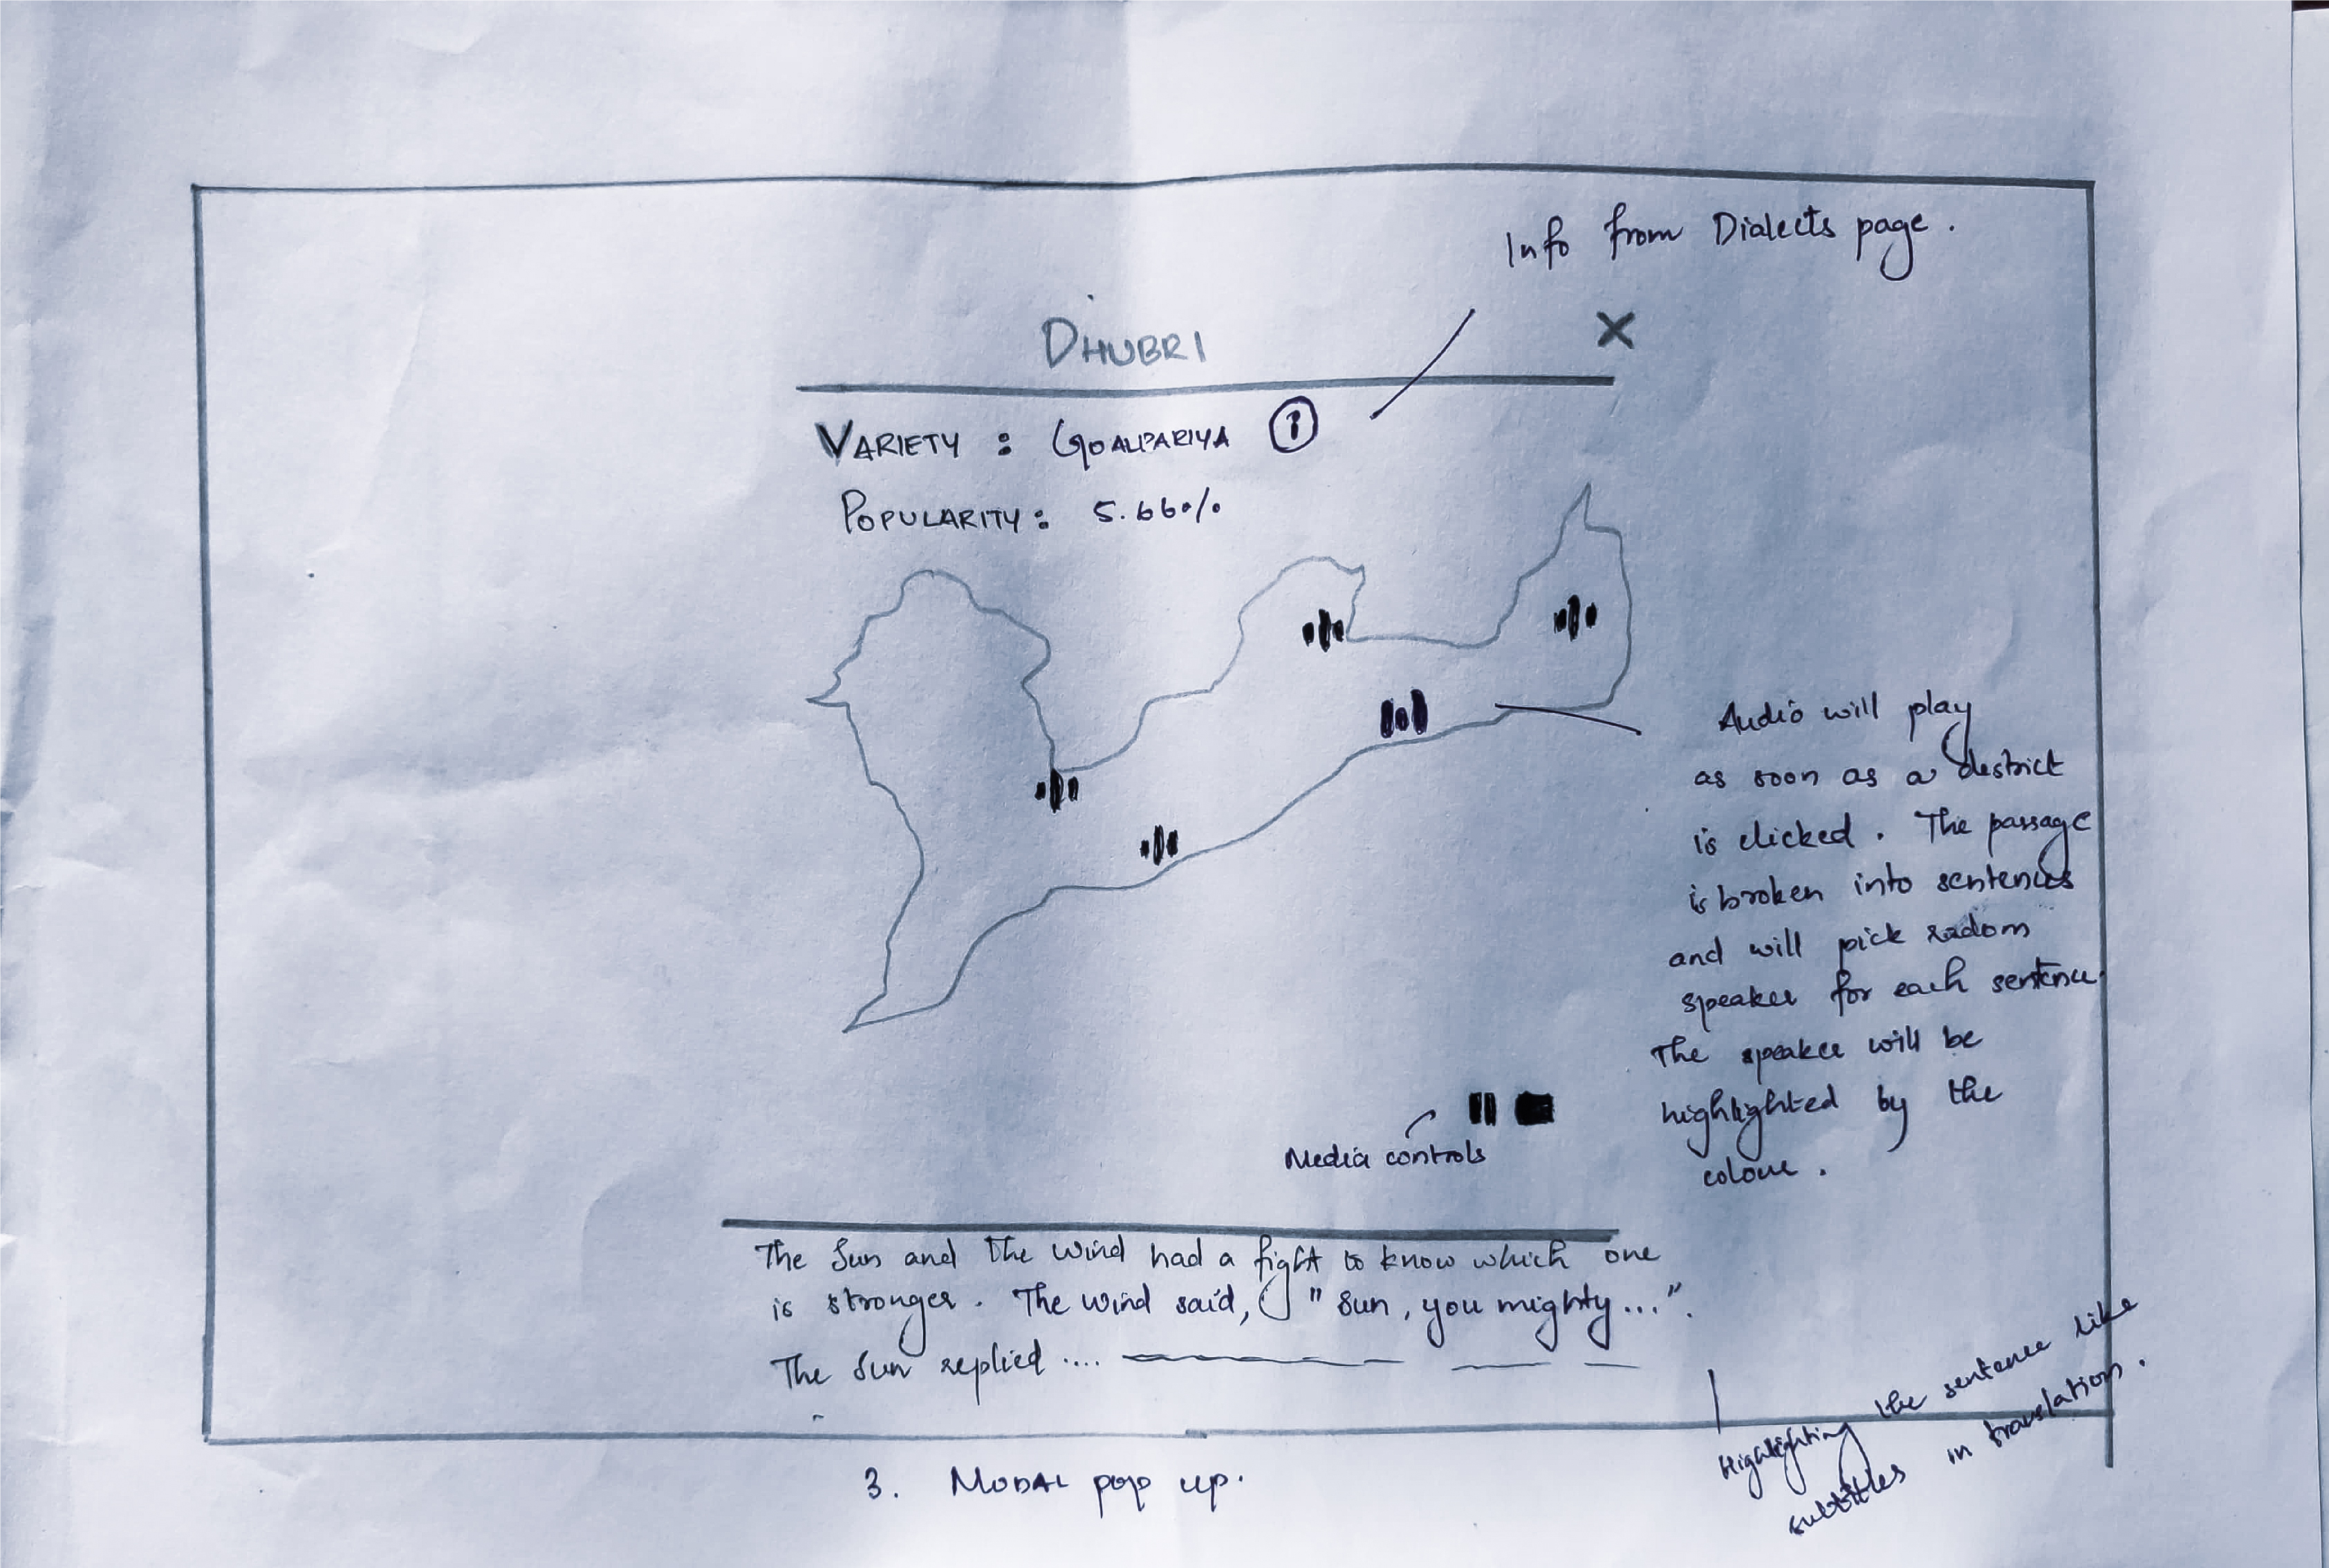 Info from Dialects page.
DHUBRI
X
VARIETY : GOALPARIYA i
POPULARITY : 5.66%
Audio will play
as soon as a district
is clicked. The passage
is broken into sentences
and will pick radom
speaker for each sentence.
The speaker will be
highlighted by the
colour.
Media controls
The Sun and the wind had a fight to know which one
is stronger. The wind said, "Sun, you mighty...".
The Sun replied ....
Highlighting the sentence like
subtitles in translation.
3. MODAL pop up.